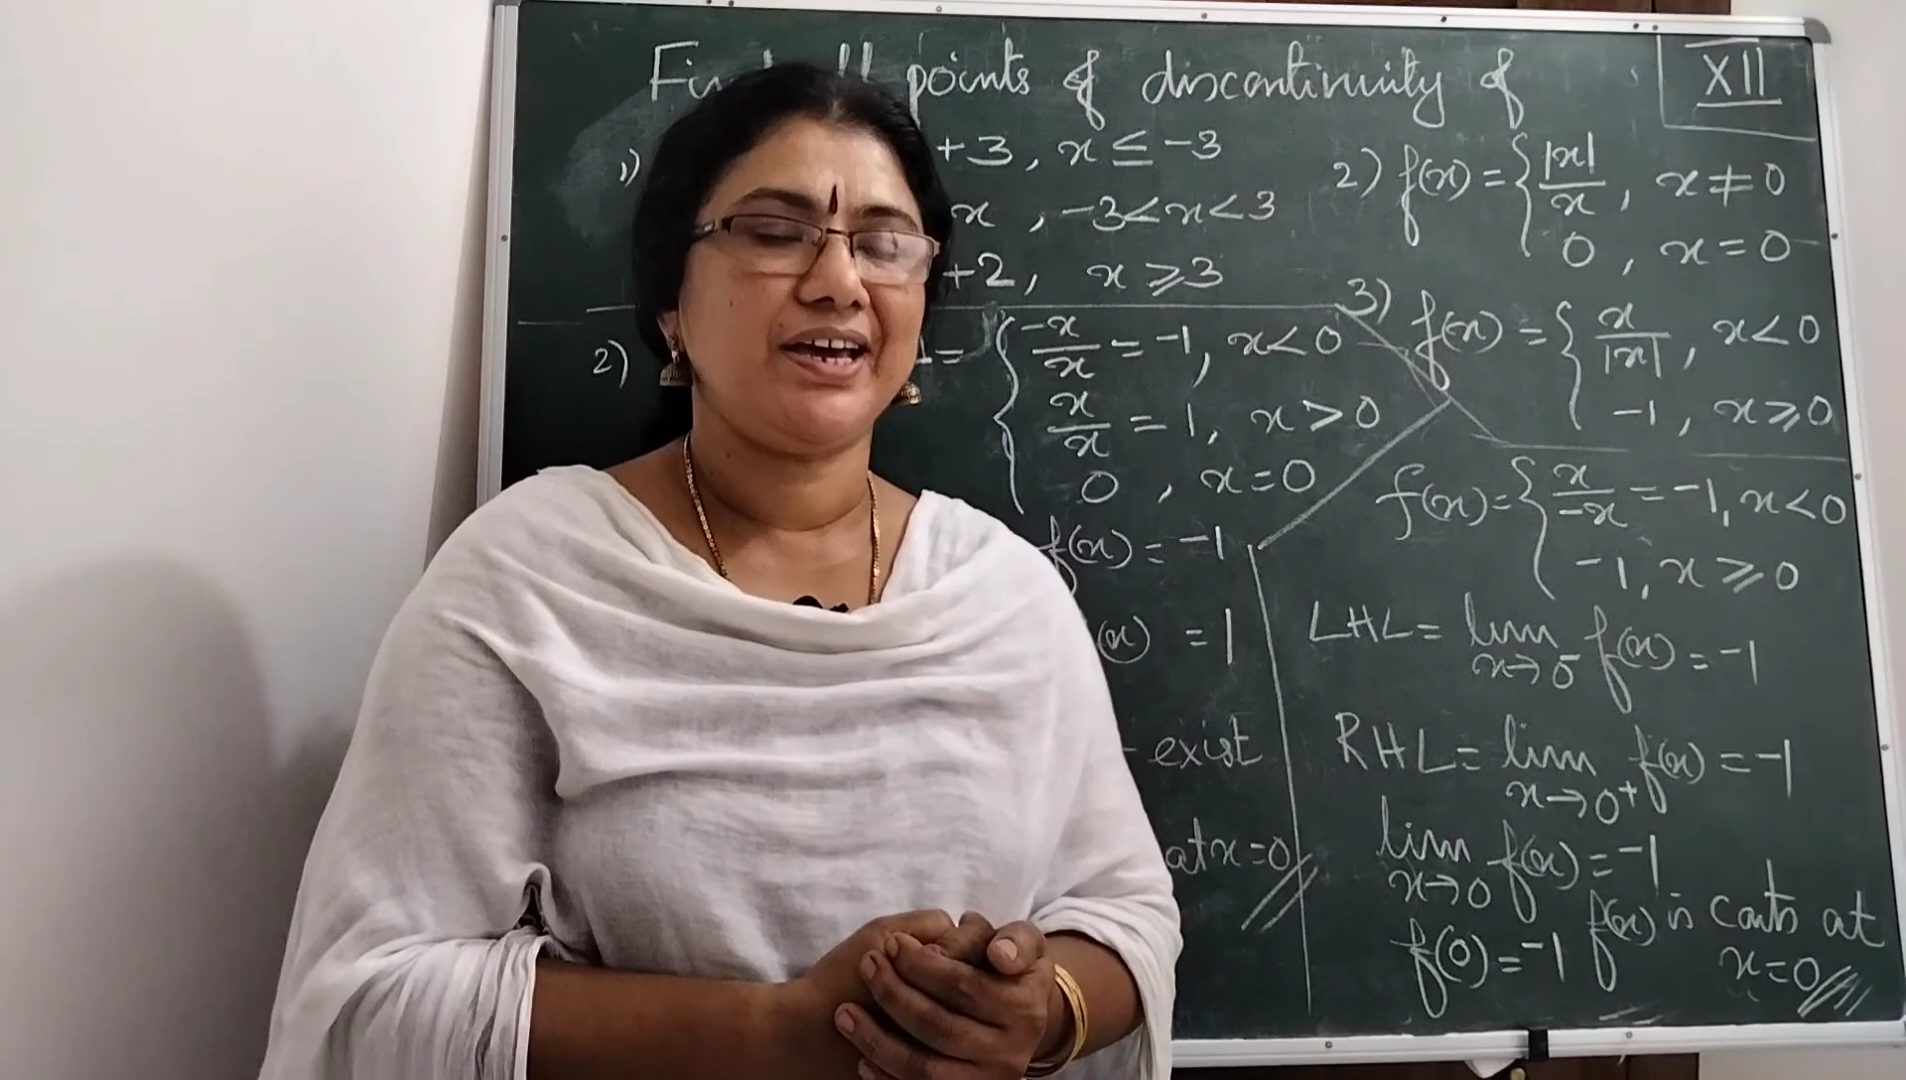 points of discontinuity of
XII
1) +3, x ≤ -3
x , -3<x<3
+2, x ⩾ 3
2) f(x) = { |x|/x , x ≠ 0
0 , x = 0
3) f(x) = { x/|x| , x < 0
-1 , x ⩾ 0
2) = { -x/x = -1, x < 0
x/x = 1, x > 0
0 , x = 0
f(x) = -1
(x) = 1
exist
at x = 0
f(x) = { x/-x = -1, x < 0
-1, x ⩾ 0
LHL = lim x→0⁻ f(x) = -1
RHL = lim x→0⁺ f(x) = -1
lim x→0 f(x) = -1
f(0) = -1 f(x) is conts at
x = 0